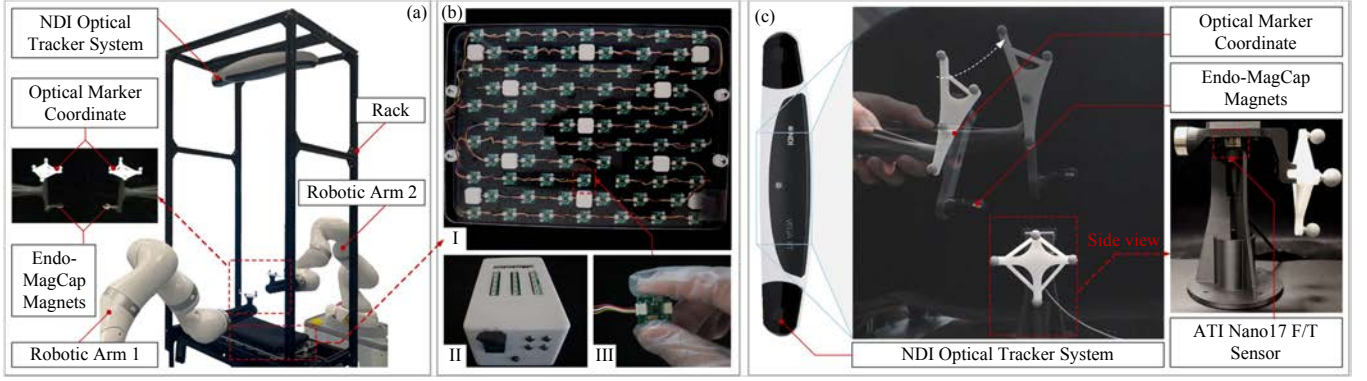 (a)
NDI Optical
Tracker System
Optical Marker
Coordinate
Rack
Robotic Arm 2
Endo-
MagCap
Magnets
Robotic Arm 1
(b)
I
II
III
(c)
Optical Marker
Coordinate
Endo-MagCap
Magnets
NDI
VEGA
Side view
NDI Optical Tracker System
ATI Nano17 F/T
Sensor